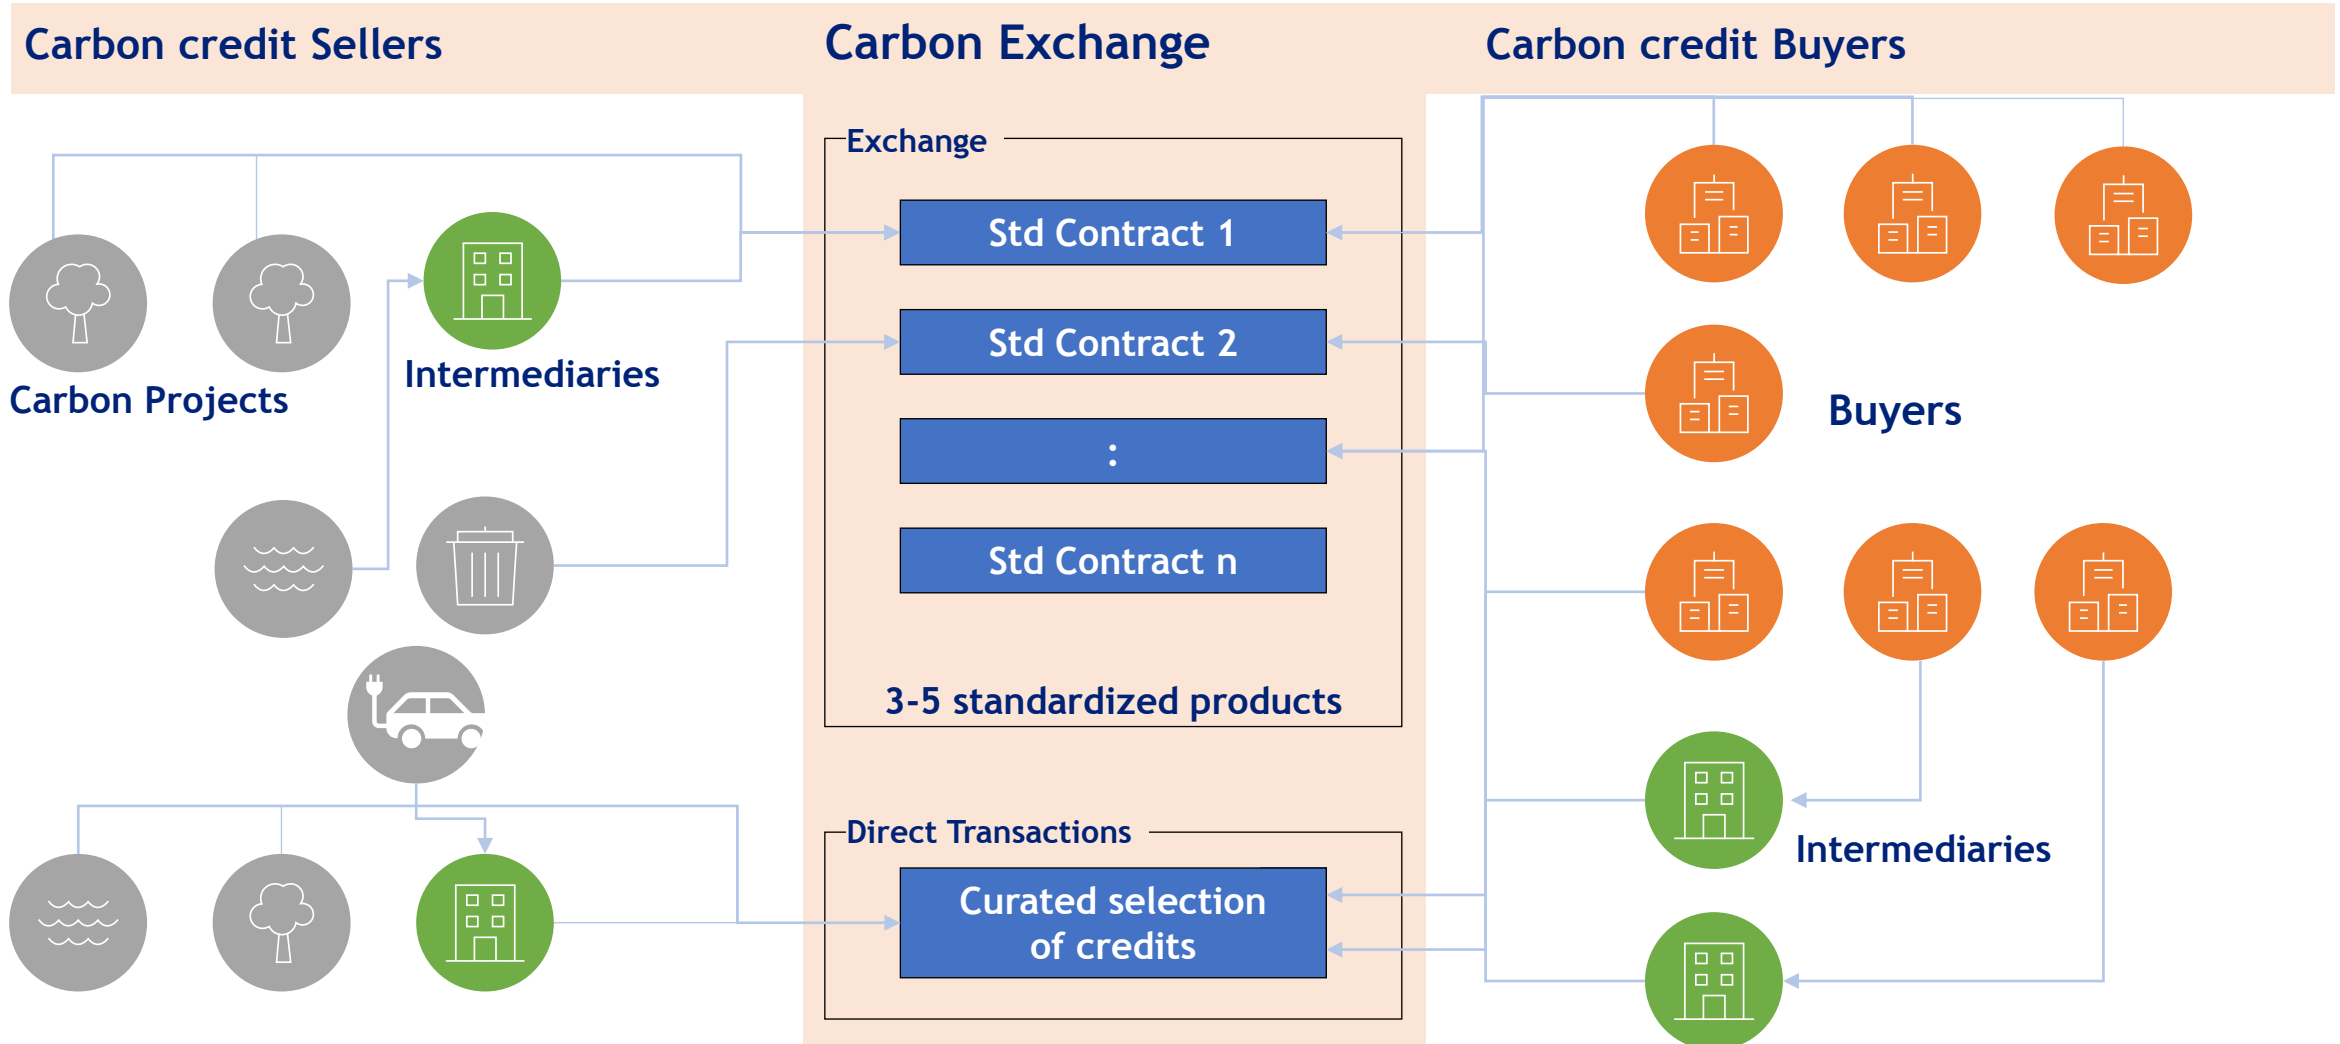 Carbon credit Sellers
Carbon Exchange
Carbon credit Buyers
Exchange
Std Contract 1
Std Contract 2
:
Std Contract n
3-5 standardized products
Intermediaries
Carbon Projects
Buyers
Direct Transactions
Curated selection
of credits
Intermediaries